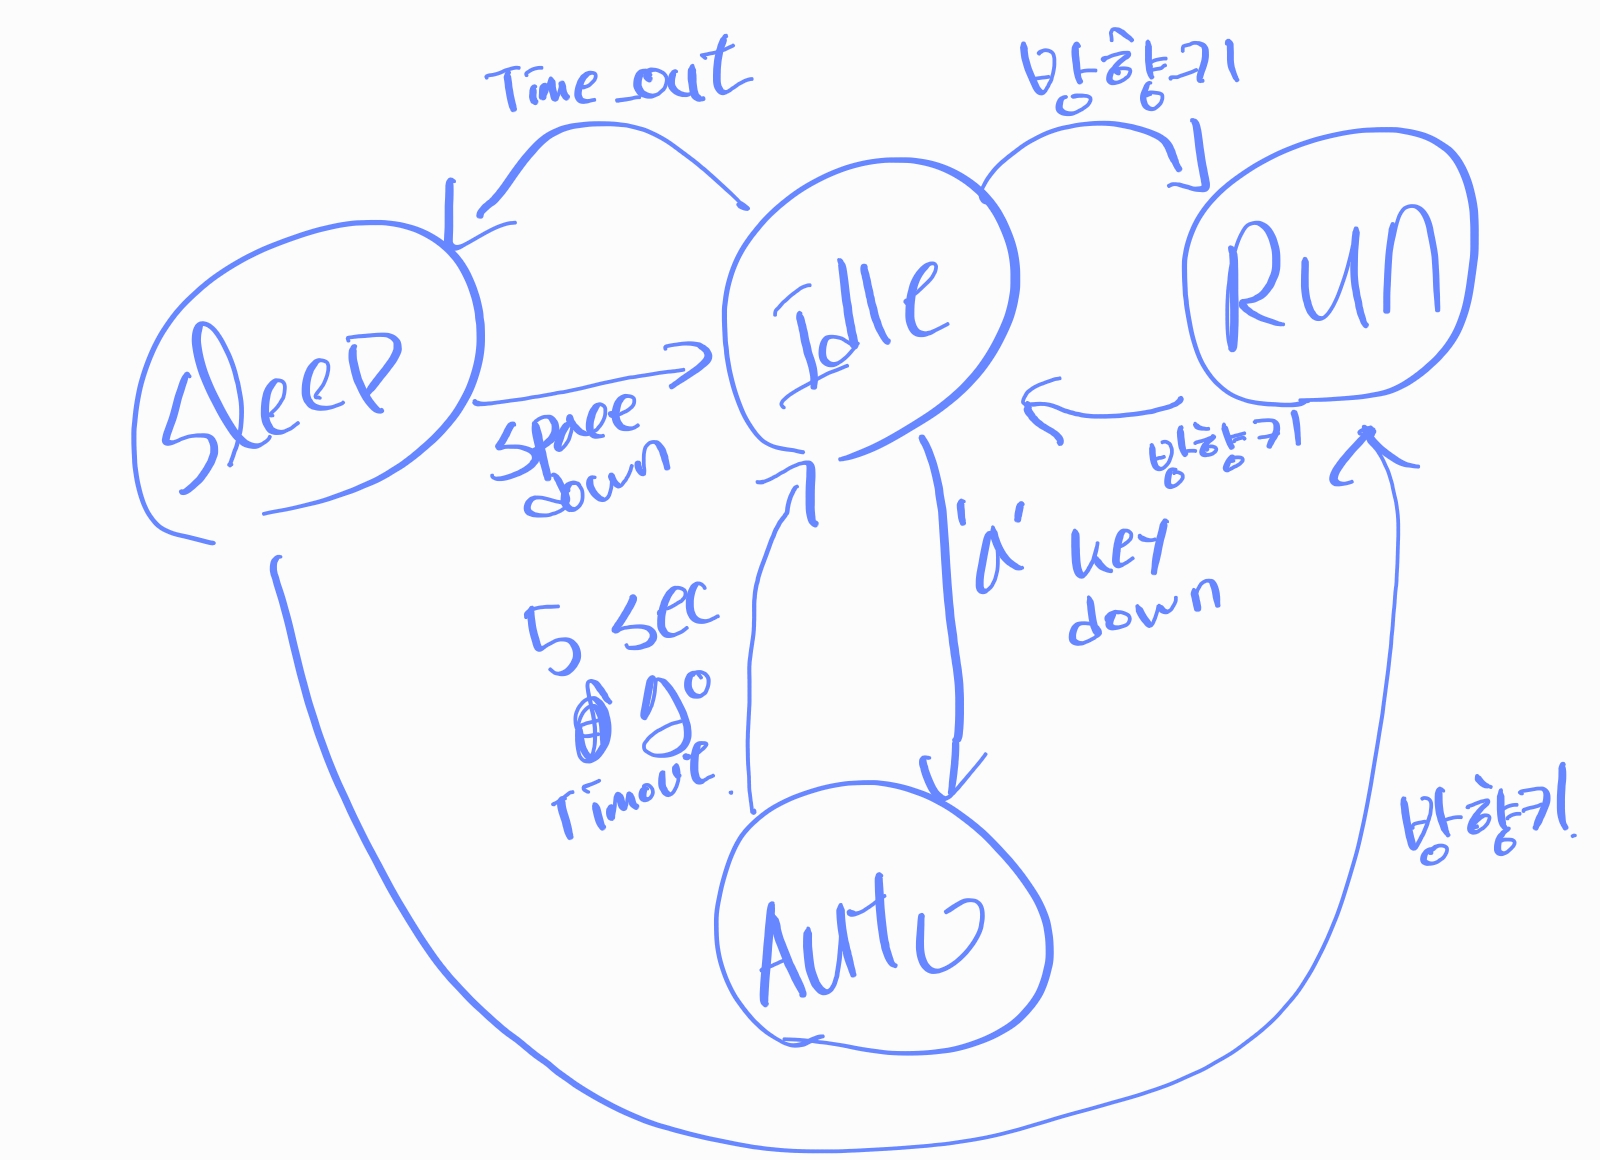 Time_out
방향키
Sleep
Idle
RUN
space
down
방향키
'a' key
down
5 sec
go
Timout.
AUTO
방향키.